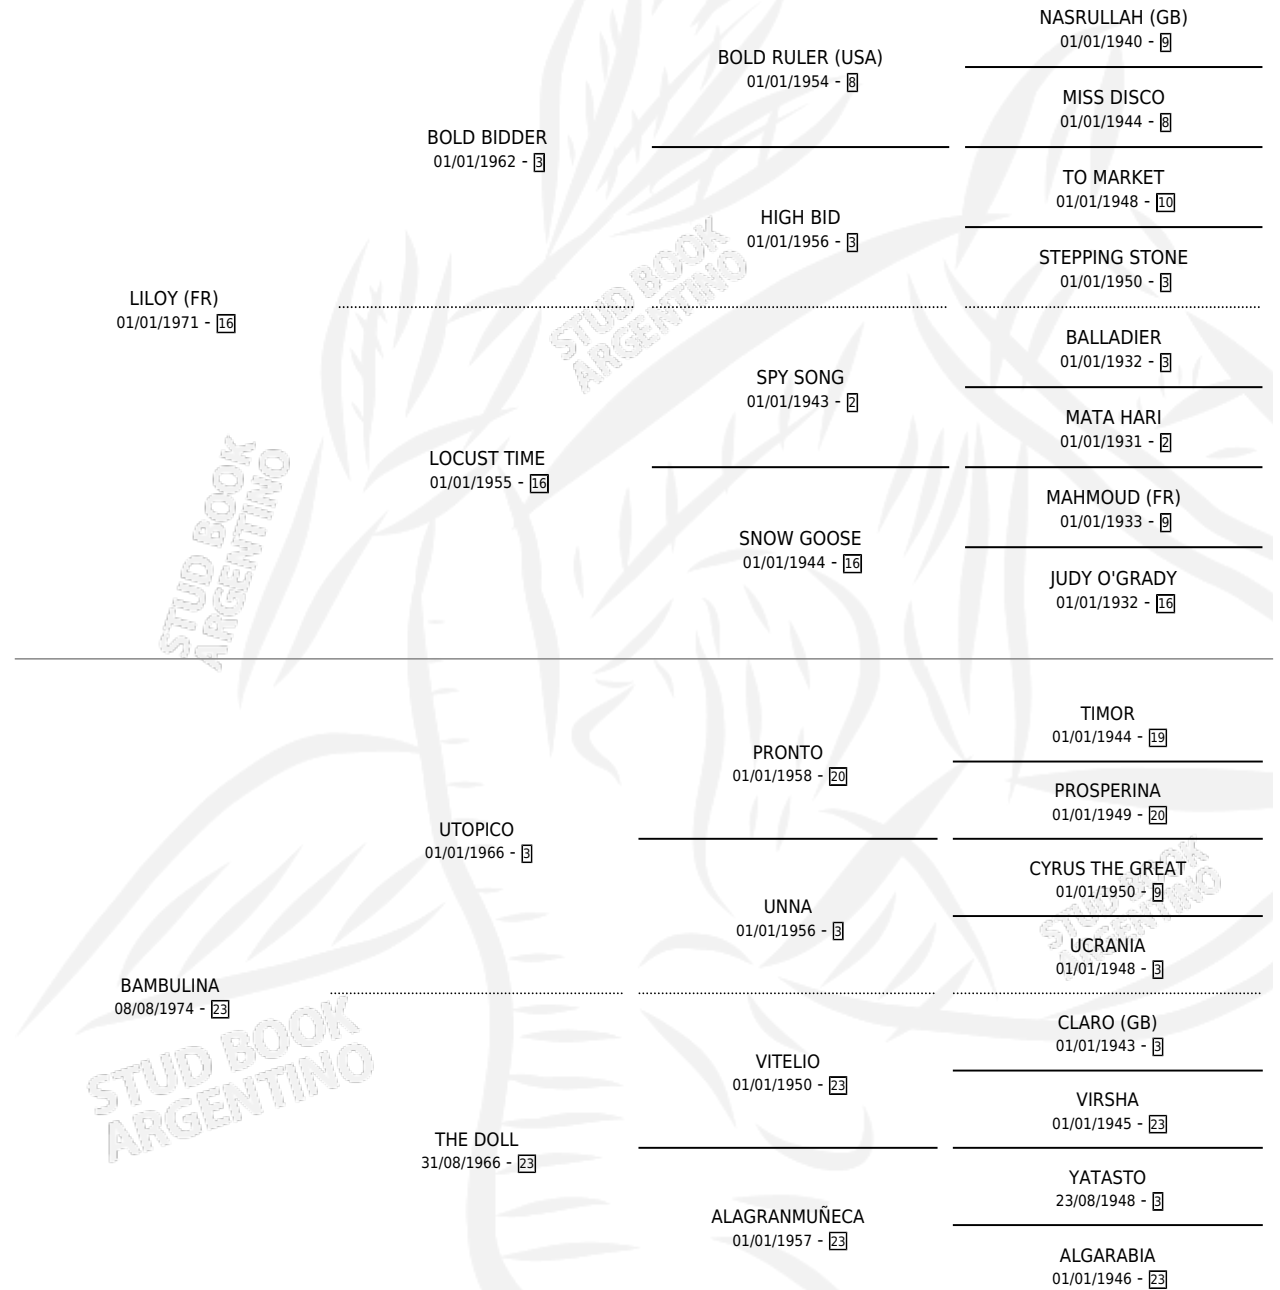 NASRULLAH (GB)
01/01/1940 - 9
BOLD RULER (USA)
01/01/1954 - 8
MISS DISCO
01/01/1944 - 8
BOLD BIDDER
01/01/1962 - 3
TO MARKET
01/01/1948 - 10
HIGH BID
01/01/1956 - 3
STEPPING STONE
01/01/1950 - 3
LILOY (FR)
01/01/1971 - 16
BALLADIER
01/01/1932 - 3
SPY SONG
01/01/1943 - 2
MATA HARI
01/01/1931 - 2
LOCUST TIME
01/01/1955 - 16
MAHMOUD (FR)
01/01/1933 - 9
SNOW GOOSE
01/01/1944 - 16
JUDY O'GRADY
01/01/1932 - 16
TIMOR
01/01/1944 - 19
PRONTO
01/01/1958 - 20
PROSPERINA
01/01/1949 - 20
UTOPICO
01/01/1966 - 3
CYRUS THE GREAT
01/01/1950 - 9
UNNA
01/01/1956 - 3
UCRANIA
01/01/1948 - 3
BAMBULINA
08/08/1974 - 23
CLARO (GB)
01/01/1943 - 3
VITELIO
01/01/1950 - 23
VIRSHA
01/01/1945 - 23
THE DOLL
31/08/1966 - 23
YATASTO
23/08/1948 - 3
ALAGRANMUÑECA
01/01/1957 - 23
ALGARABIA
01/01/1946 - 23
STUD BOOK
ARGENTINO
STUD BOOK
ARGENTINO
STUD BOOK
ARGENTINO
STUD BOOK
ARGENTINO